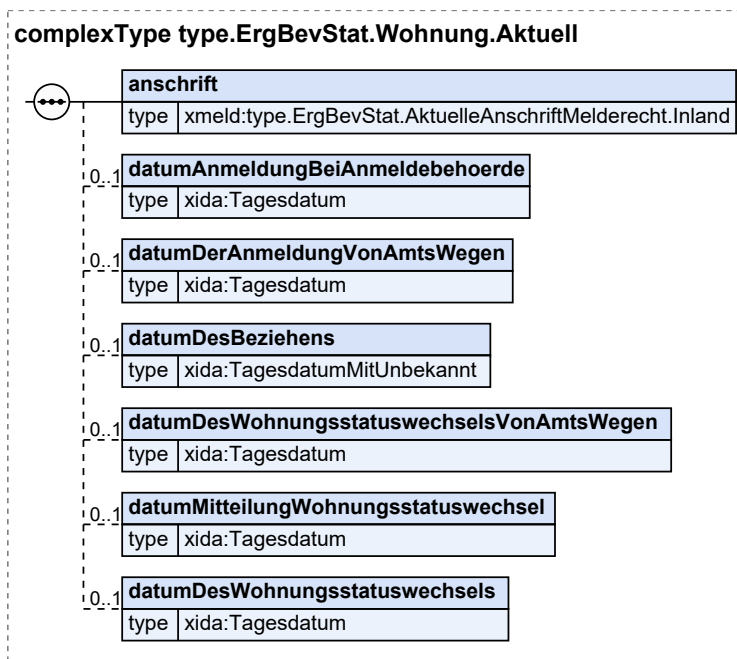 complexType type.ErgBevStat.Wohnung.Aktuell
anschrift
type xmeld:type.ErgBevStat.AktuelleAnschriftMelderecht.Inland
0..1 datumAnmeldungBeiAnmeldebehoerde
type xida:Tagesdatum
0..1 datumDerAnmeldungVonAmtsWegen
type xida:Tagesdatum
0..1 datumDesBeziehens
type xida:TagesdatumMitUnbekannt
0..1 datumDesWohnungsstatuswechselsVonAmtsWegen
type xida:Tagesdatum
0..1 datumMitteilungWohnungsstatuswechsel
type xida:Tagesdatum
0..1 datumDesWohnungsstatuswechsels
type xida:Tagesdatum